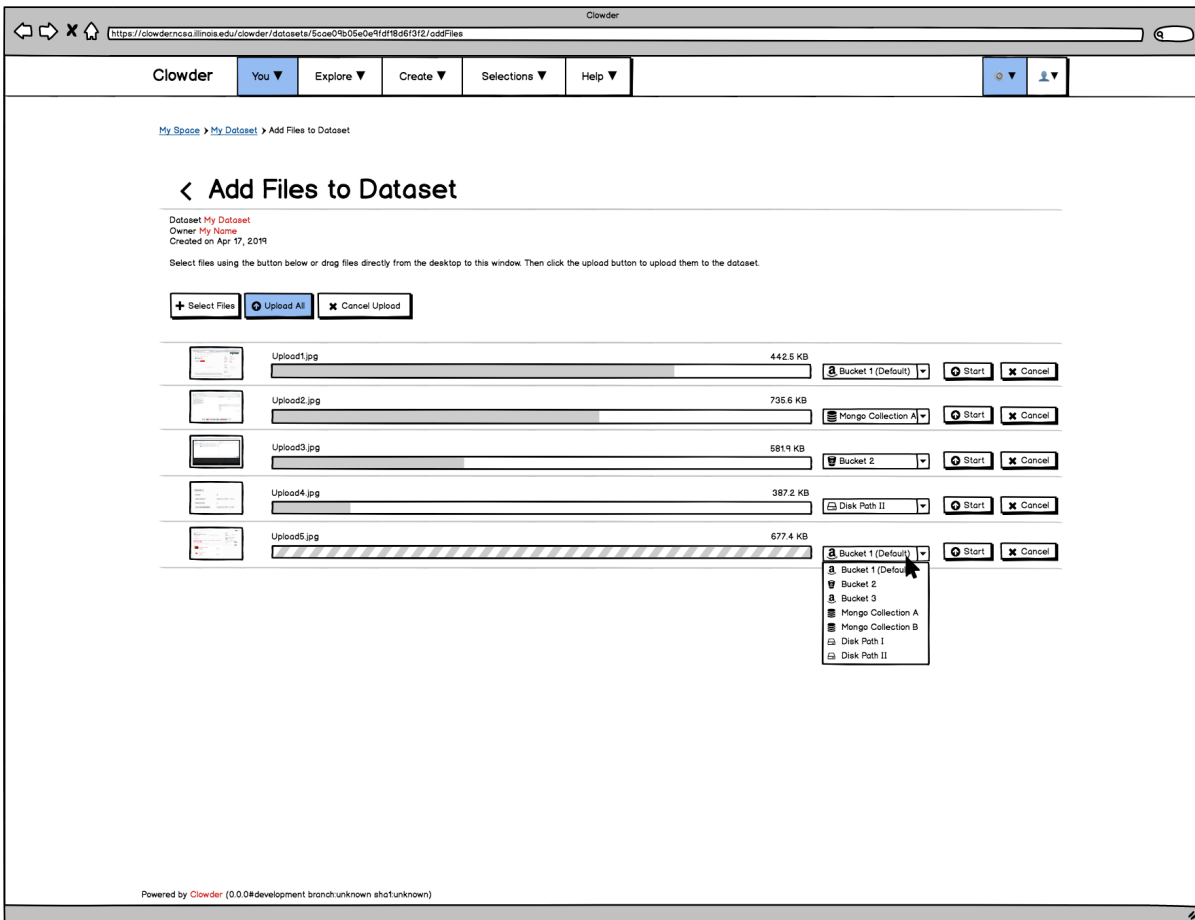 Clowder
https://clowder.ncsa.illinois.edu/clowder/datasets/5cae09b05e0e9fdf18d6f3f2/addFiles
Clowder You ▼ Explore ▼ Create ▼ Selections ▼ Help ▼
My Space > My Dataset > Add Files to Dataset
Add Files to Dataset
Dataset My Dataset
Owner My Name
Created on Apr 17, 2019
Select files using the button below or drag files directly from the desktop to this window. Then click the upload button to upload them to the dataset.
Select Files Upload All Cancel Upload
Upload1.jpg 442.5 KB
Bucket 1 (Default) Start Cancel
Upload2.jpg 735.6 KB
Mongo Collection A Start Cancel
Upload3.jpg 581.9 KB
Bucket 2 Start Cancel
Upload4.jpg 387.2 KB
Disk Path II Start Cancel
Upload5.jpg 677.4 KB
Bucket 1 (Default) Start Cancel
Bucket 1 (Default)
Bucket 2
Bucket 3
Mongo Collection A
Mongo Collection B
Disk Path I
Disk Path II
Powered by Clowder (0.0.0#development branch:unknown sha1:unknown)